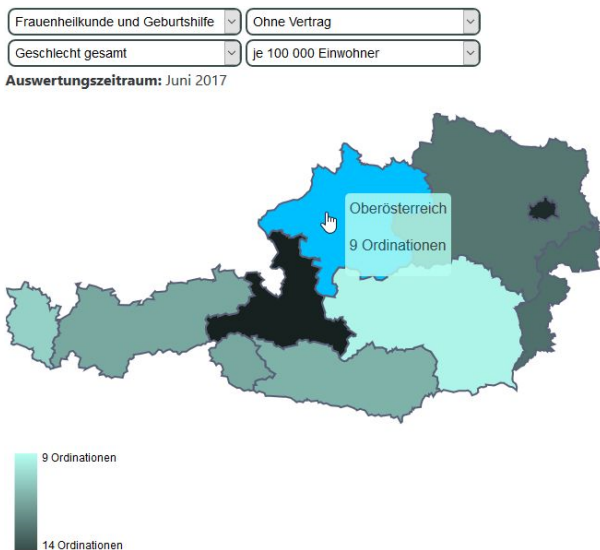 Frauenheilkunde und Geburtshilfe Ohne Vertrag
Geschlecht gesamt je 100 000 Einwohner
Auswertungszeitraum: Juni 2017
Oberösterreich
9 Ordinationen
9 Ordinationen
14 Ordinationen